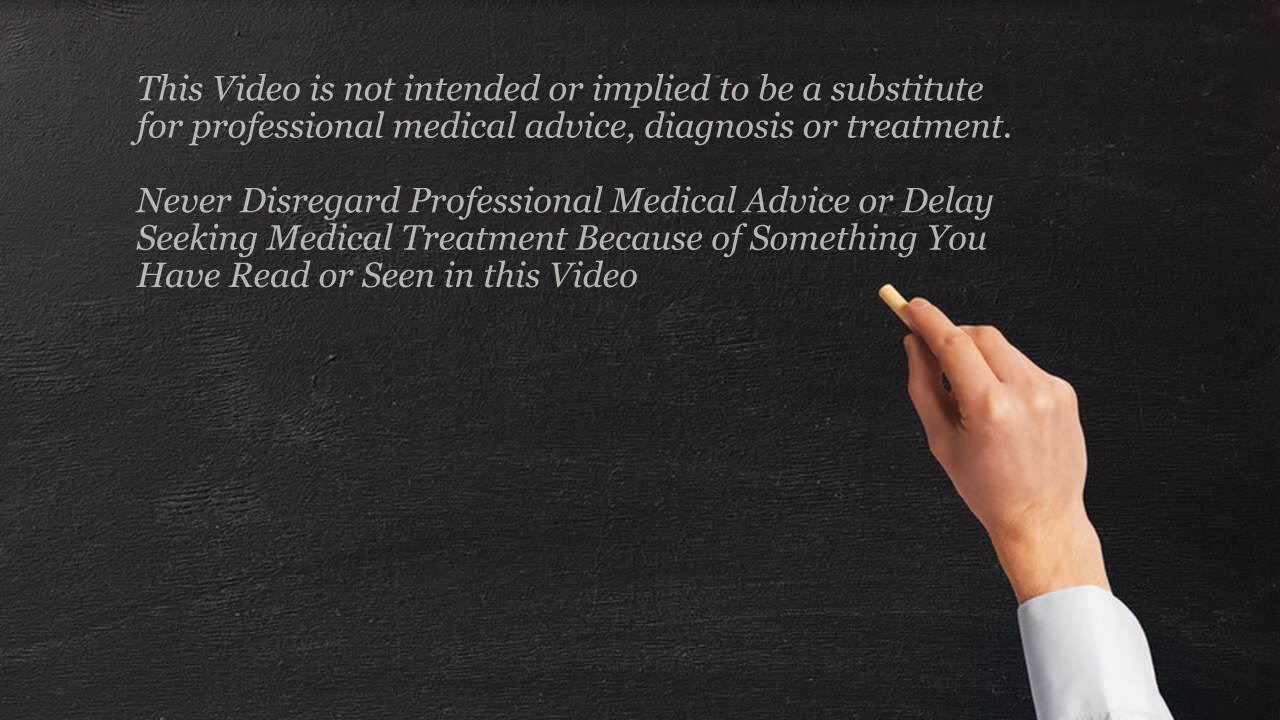 This Video is not intended or implied to be a substitute
for professional medical advice, diagnosis or treatment.
Never Disregard Professional Medical Advice or Delay
Seeking Medical Treatment Because of Something You
Have Read or Seen in this Video